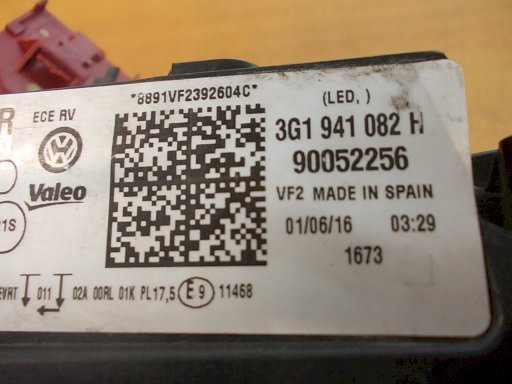 *8891VF2392604C*
R ECE RV
(LED, )
3G1 941 082 H
90052256
Valeo
VF2 MADE IN SPAIN
01/06/16 03:29
1673
011 02A 00RL 01K PL17,5 E9 11468